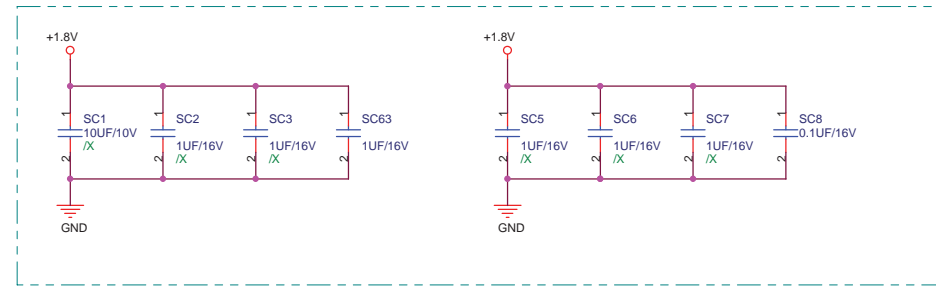 +1.8V
+1.8V
1
1
1
1
1
1
1
1
SC1
SC2
SC3
SC63
SC5
SC6
SC7
SC8
10UF/10V
1UF/16V
1UF/16V
1UF/16V
1UF/16V
1UF/16V
1UF/16V
0.1UF/16V
/X
/X
/X
/X
/X
/X
2
2
2
2
2
2
2
2
GND
GND